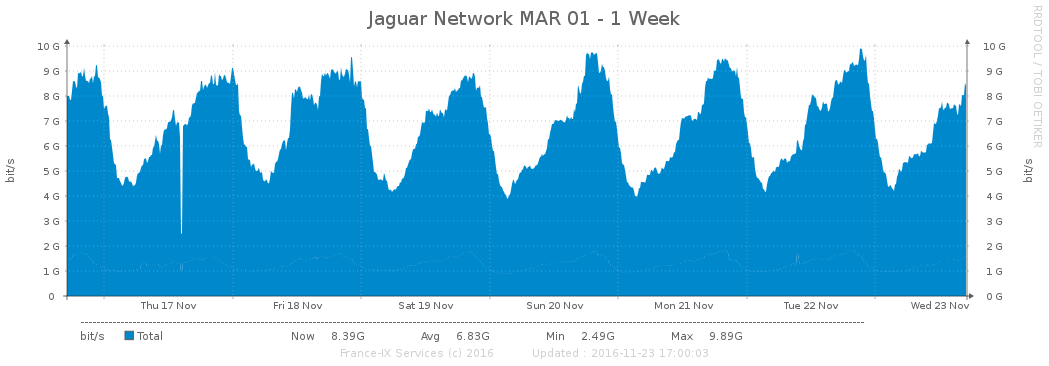 Jaguar Network MAR 01 - 1 Week
RRDTOOL / TOBI OETIKER
10 G 10 G
9 G 9 G
8 G 8 G
7 G 7 G
6 G 6 G
5 G 5 G
4 G 4 G
3 G 3 G
2 G 2 G
1 G 1 G
0 0 G
bit/s
bit/s
Thu 17 Nov Fri 18 Nov Sat 19 Nov Sun 20 Nov Mon 21 Nov Tue 22 Nov Wed 23 Nov
bit/s Total Now 8.39G Avg 6.83G Min 2.49G Max 9.89G
France-IX Services (c) 2016 Updated : 2016-11-23 17:00:03